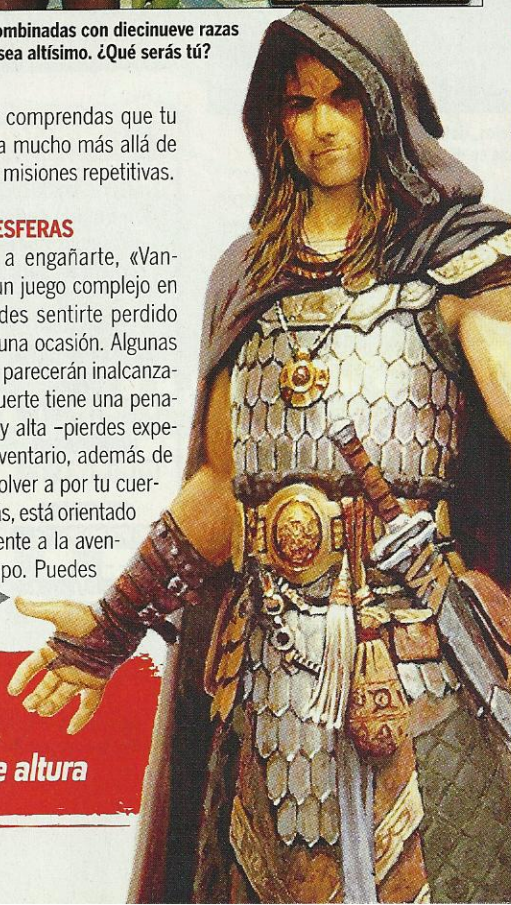 ombinadas con diecinueve razas
sea altísimo. ¿Qué serás tú?
comprendas que tu
a mucho más allá de
misiones repetitivas.
ESFERAS
a engañarte, «Van-
un juego complejo en
des sentirte perdido
una ocasión. Algunas
parecerán inalcanza-
uerte tiene una pena-
y alta –pierdes expe-
ventario, además de
olver a por tu cuer-
as, está orientado
ente a la aven-
po. Puedes
e altura